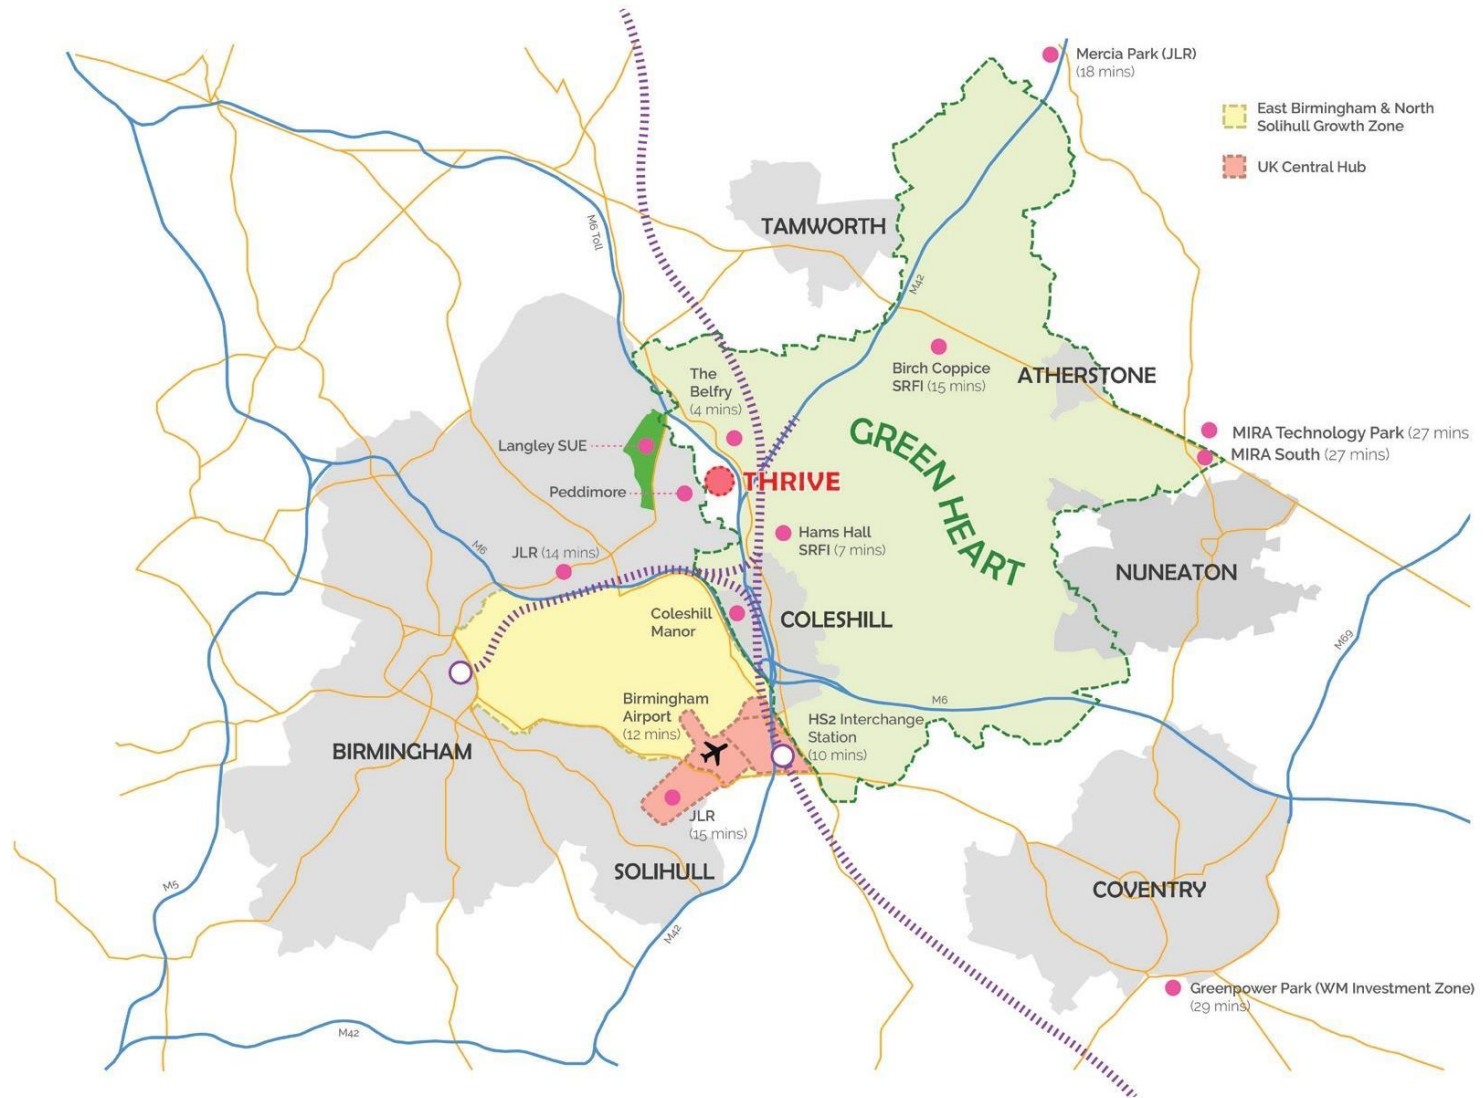 Mercia Park (JLR)
(18 mins)
East Birmingham & North
Solihull Growth Zone
UK Central Hub
TAMWORTH
M6 Toll
M42
Birch Coppice
SRFI (15 mins)
ATHERSTONE
The
Belfry
(4 mins)
GREEN HEART
MIRA Technology Park (27 mins
MIRA South (27 mins)
Langley SUE
THRIVE
Peddimore
Hams Hall
SRFI (7 mins)
JLR (14 mins)
M6
NUNEATON
Coleshill
Manor
COLESHILL
M69
M6
Birmingham
Airport
(12 mins)
HS2 Interchange
Station
(10 mins)
BIRMINGHAM
JLR
(15 mins)
SOLIHULL
M5
COVENTRY
M42
Greenpower Park (WM Investment Zone)
(29 mins)
M42